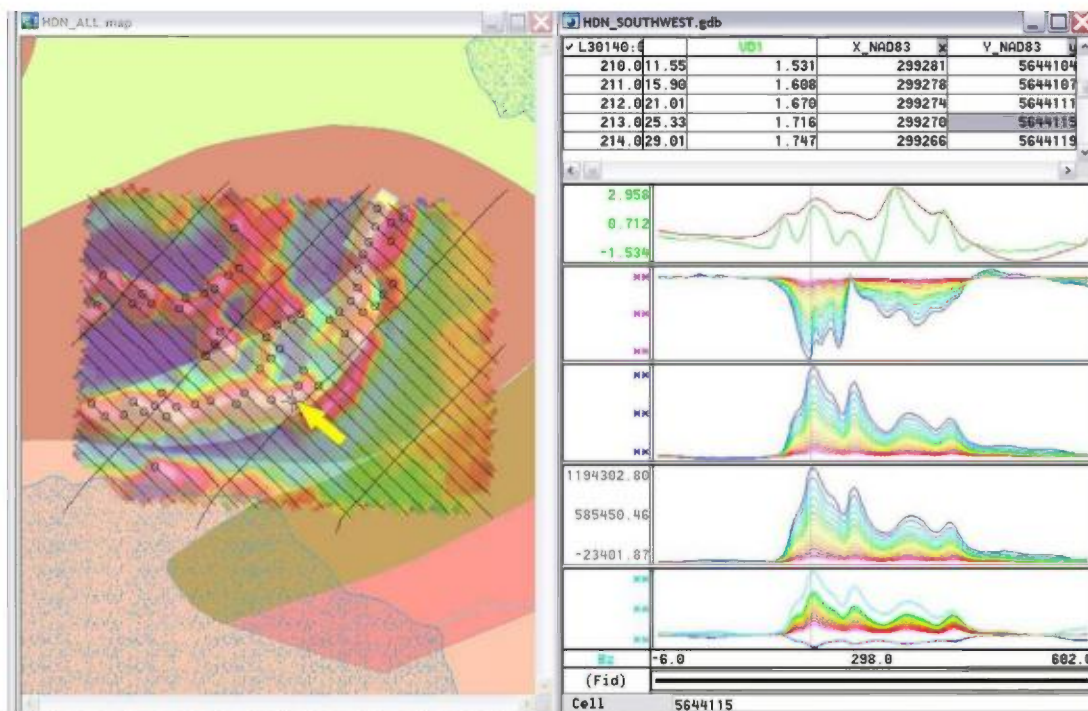 HDN_ALL map
HDN_SOUTHWEST.gdb
✓ L30140:0 VD1 X_NAD83 x Y_NAD83 y
210.0 11.55 1.531 299281 5644104
211.0 15.90 1.608 299278 5644107
212.0 21.01 1.670 299274 5644111
213.0 25.33 1.716 299270 5644115
214.0 29.01 1.747 299266 5644119
2.958
0.712
-1.534
**
**
**
**
**
**
1194302.80
585450.46
-23401.87
**
**
**
-6.0 298.0 602.0
(Fid)
Cell 5644115